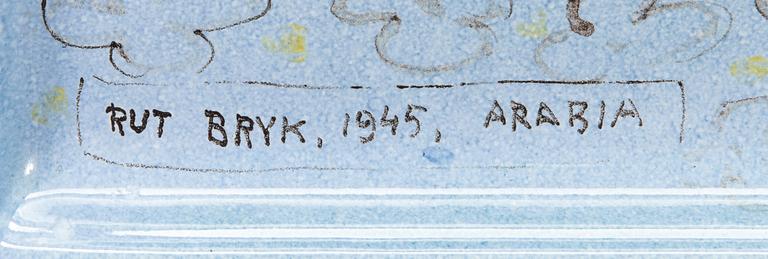 RUT BRYK, 1945, ARABIA